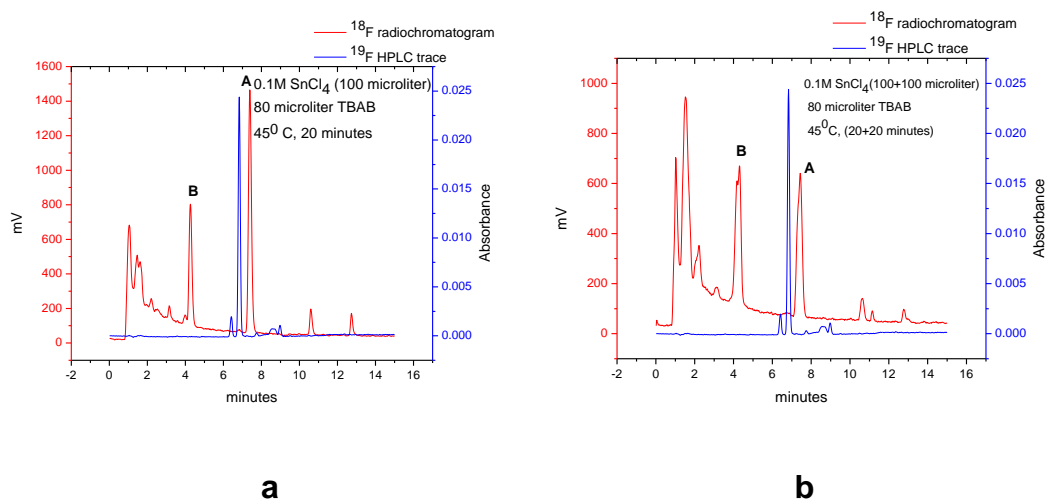 ¹⁸F radiochromatogram
¹⁹F HPLC trace
A
B
0.1M SnCl₄ (100 microliter)
80 microliter TBAB
45⁰ C, 20 minutes
1600
1400
1200
1000
800
600
400
200
0
mV
0.025
0.020
0.015
0.010
0.005
0.000
Absorbance
-2 0 2 4 6 8 10 12 14 16
minutes
a
¹⁸F radiochromatogram
¹⁹F HPLC trace
0.1M SnCl₄ (100+100 microliter)
80 microliter TBAB
45⁰C, (20+20 minutes)
B
A
1000
800
600
400
200
0
mV
0.025
0.020
0.015
0.010
0.005
0.000
Absorbance
-2 0 2 4 6 8 10 12 14 16
minutes
b